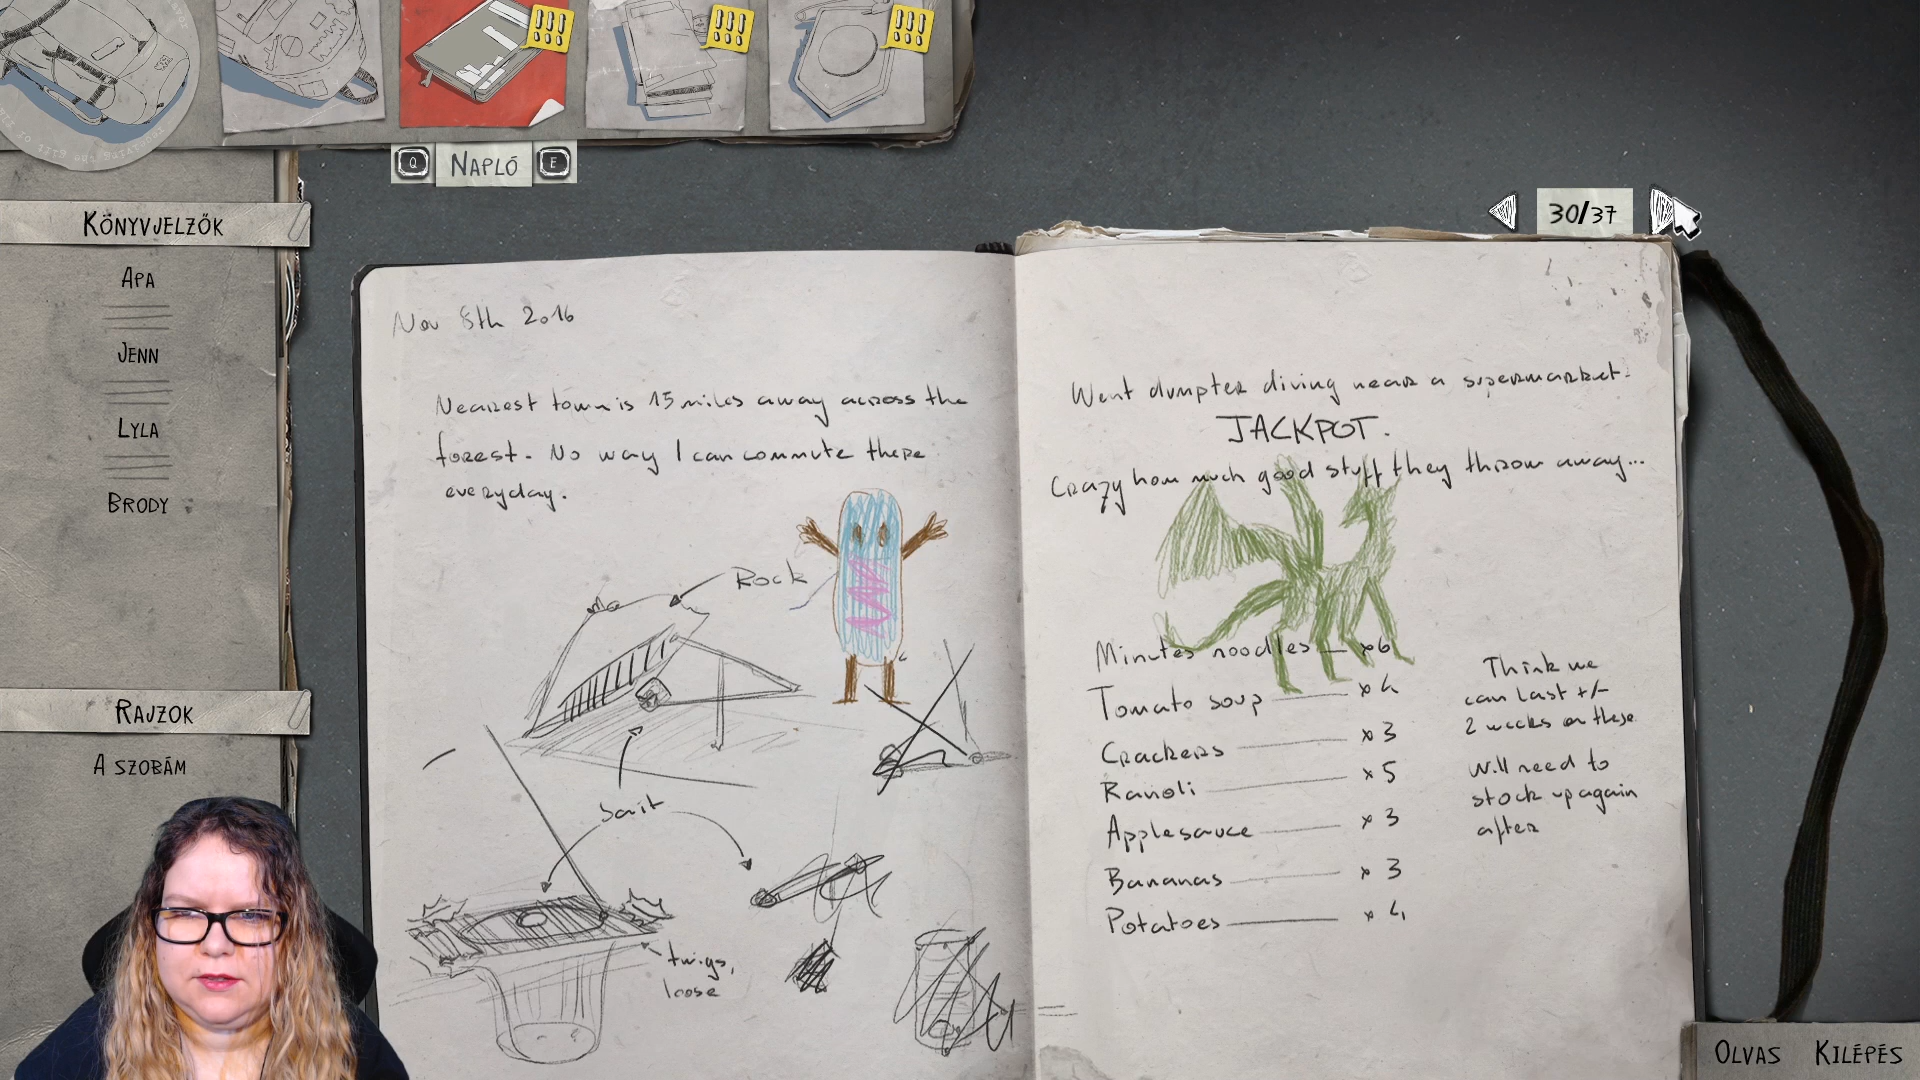 Q
NAPLÓ
E
KÖNYVJELZŐK
APA
JENN
LYLA
BRODY
RAJZOK
A SZOBÁM
30/37
Nov 8th 2016
Nearest town is 15 miles away across the
forest. No way I can commute there
everyday.
Rock
bait
twigs,
loose
Went dumpter diving near a supermarket.
JACKPOT.
Crazy how much good stuff they throw away...
Minutes noodles x6
Tomato soup x4
Crackers x3
Ravioli x5
Applesauce x3
Bananas x3
Potatoes x4
Think we
can last +/-
2 weeks on these
Will need to
stock up again
after
OLVAS
KILÉPÉS